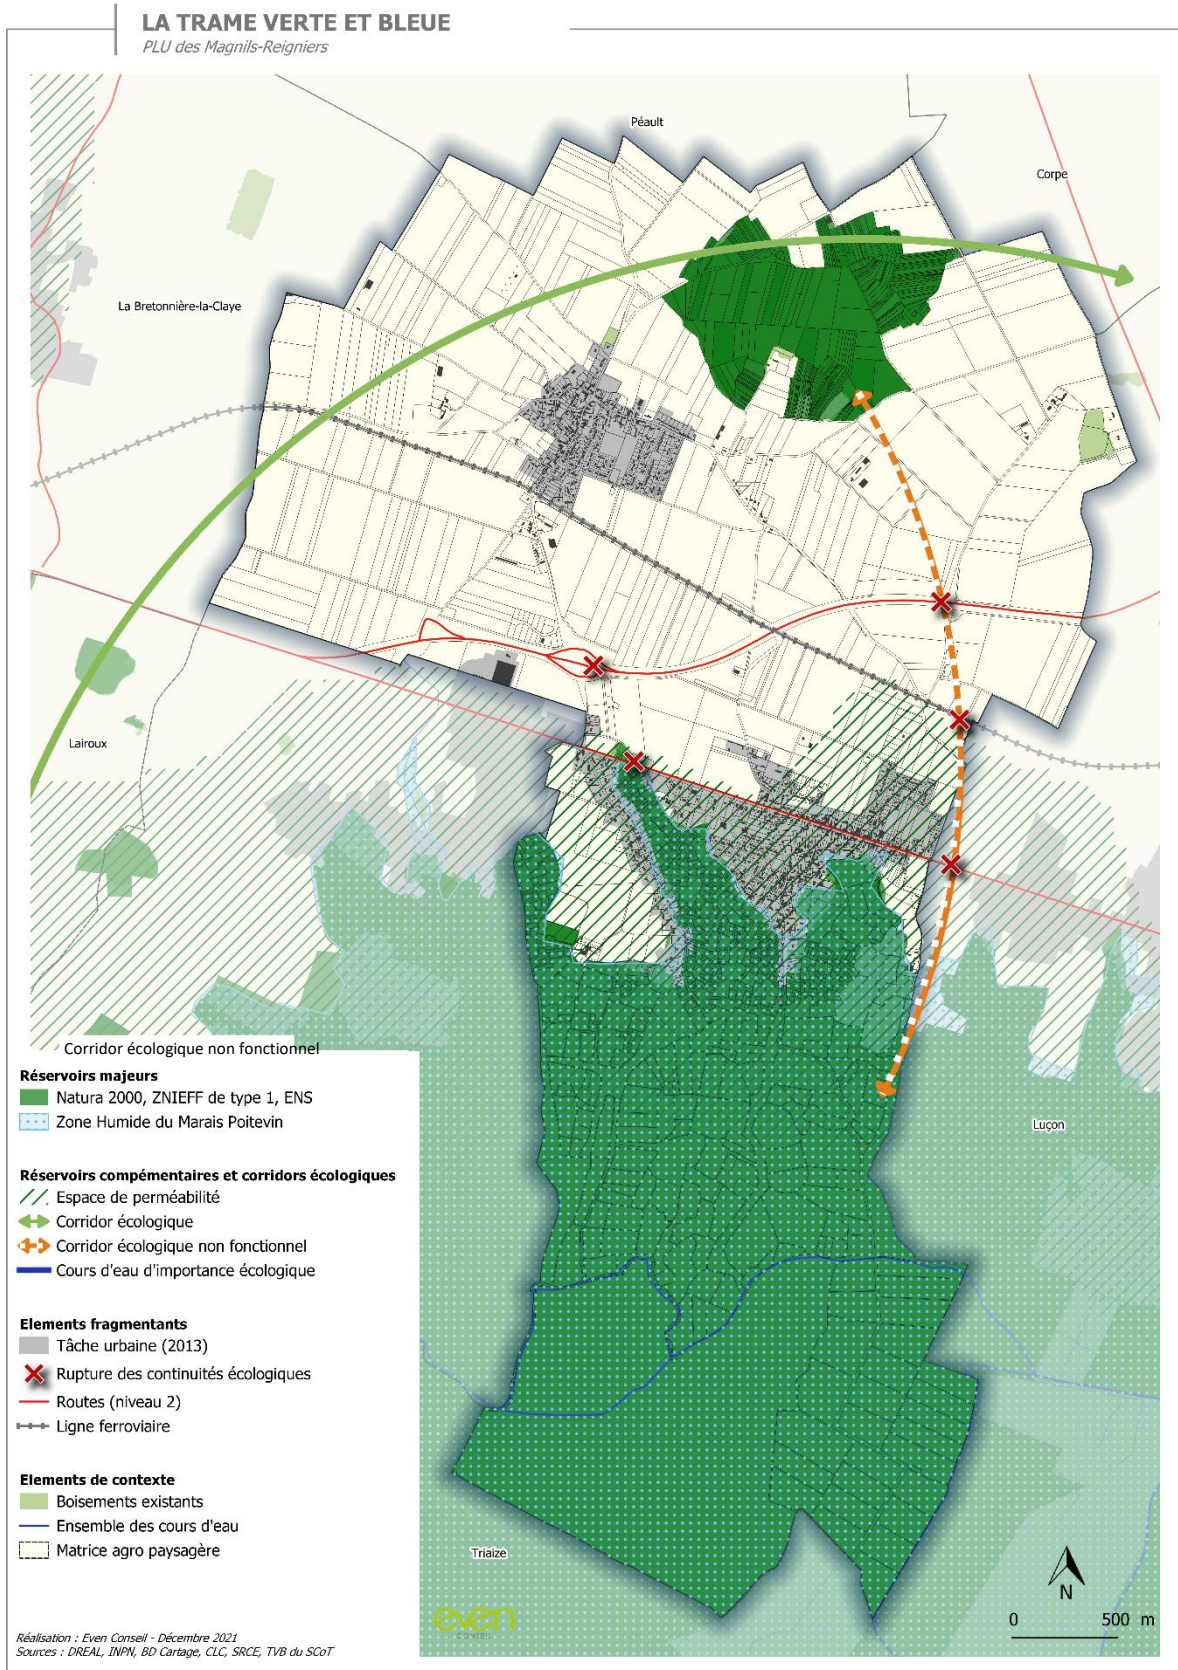 LA TRAME VERTE ET BLEUE
PLU des Magnils-Reigniers
Péault
Corpe
La Bretonnière-la-Claye
Lairoux
Corridor écologique non fonctionnel
Réservoirs majeurs
Natura 2000, ZNIEFF de type 1, ENS
Zone Humide du Marais Poitevin
Luçon
Réservoirs compémentaires et corridors écologiques
Espace de perméabilité
Corridor écologique
Corridor écologique non fonctionnel
Cours d'eau d'importance écologique
Elements fragmentants
Tâche urbaine (2013)
Rupture des continuités écologiques
Routes (niveau 2)
Ligne ferroviaire
Elements de contexte
Boisements existants
Ensemble des cours d'eau
Matrice agro paysagère
Triaize
N
0 500 m
even
CONSEIL
Réalisation : Even Conseil - Décembre 2021
Sources : DREAL, INPN, BD Cartage, CLC, SRCE, TVB du SCoT